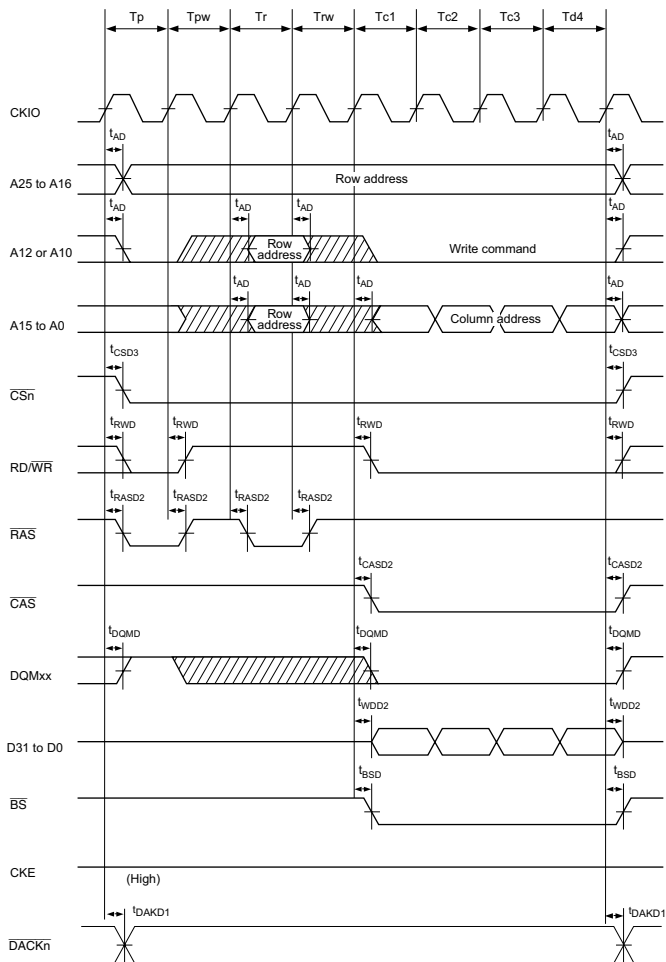 Tp Tpw Tr Trw Tc1 Tc2 Tc3 Td4
CKIO
tAD tAD
A25 to A16 Row address
tAD tAD tAD tAD
A12 or A10 Row address Write command
tAD tAD tAD tAD
A15 to A0 Row address Column address
tCSD3 tCSD3
CSn
tRWD tRWD tRWD tRWD
RD/WR
tRASD2 tRASD2 tRASD2 tRASD2
RAS
tCASD2 tCASD2
CAS
tDQMD tDQMD tDQMD
DQMxx
tWDD2 tWDD2
D31 to D0
tBSD tBSD
BS
CKE
(High)
tDAKD1 tDAKD1
DACKn